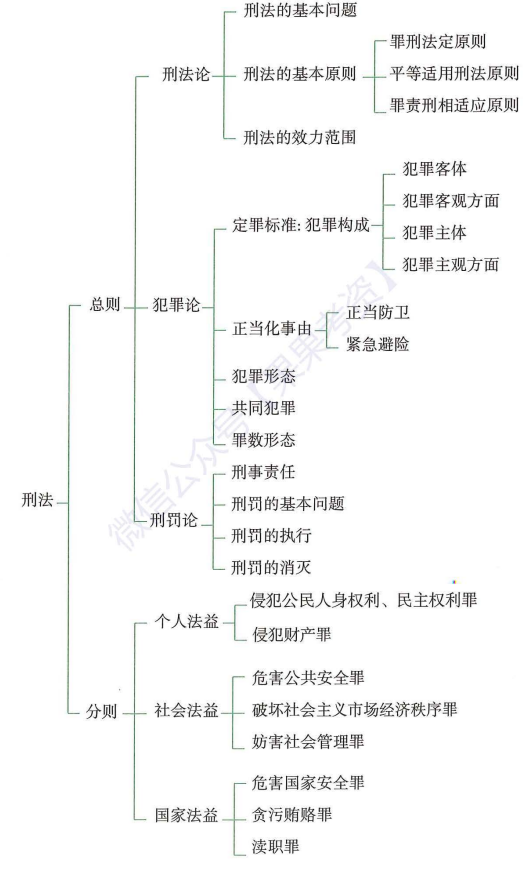 刑法的基本问题
刑法论
刑法的基本原则
罪刑法定原则
平等适用刑法原则
罪责刑相适应原则
刑法的效力范围
定罪标准:犯罪构成
犯罪客体
犯罪客观方面
犯罪主体
犯罪主观方面
总则
犯罪论
正当化事由
正当防卫
紧急避险
犯罪形态
共同犯罪
罪数形态
刑法
刑事责任
刑罚论
刑罚的基本问题
刑罚的执行
刑罚的消灭
个人法益
侵犯公民人身权利、民主权利罪
侵犯财产罪
分则
社会法益
危害公共安全罪
破坏社会主义市场经济秩序罪
妨害社会管理罪
国家法益
危害国家安全罪
贪污贿赂罪
渎职罪
微信公众号【果果考资】